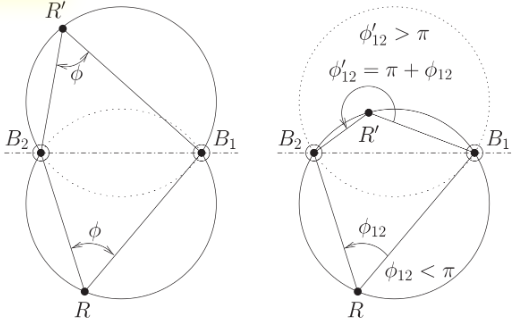 R′
ϕ
B₂
B₁
ϕ
R
ϕ′₁₂ > π
ϕ′₁₂ = π + ϕ₁₂
B₂
R′
B₁
ϕ₁₂
ϕ₁₂ < π
R